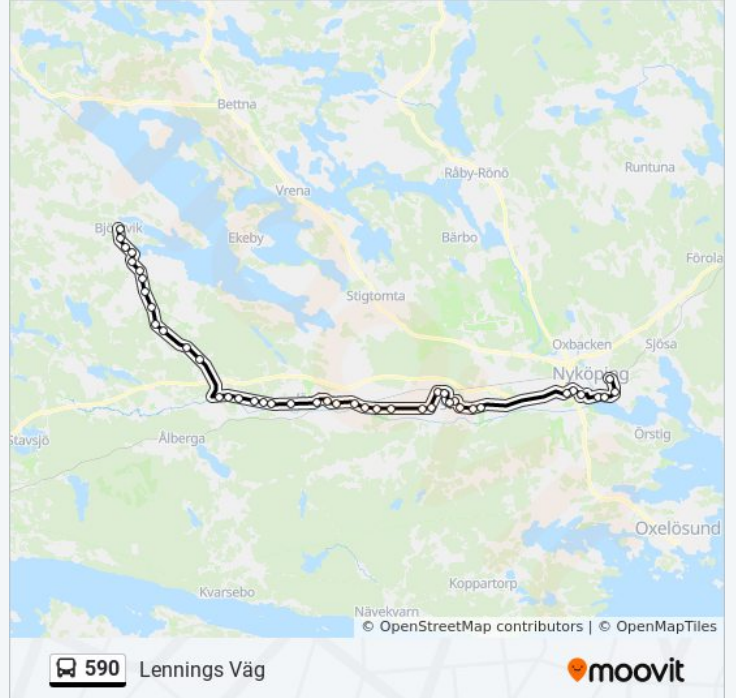 Bettna
Råby-Rönö
Runtuna
Vrena
Björkvik
Ekeby
Bärbo
Förola
Stigtomta
Oxbacken
Sjösa
Nyköping
Stavsjö
Ålberga
Örstig
Oxelösund
Koppartorp
Kvarsebo
Nävekvarn
© OpenStreetMap contributors | © OpenMapTiles
590 Lennings Väg
moovit